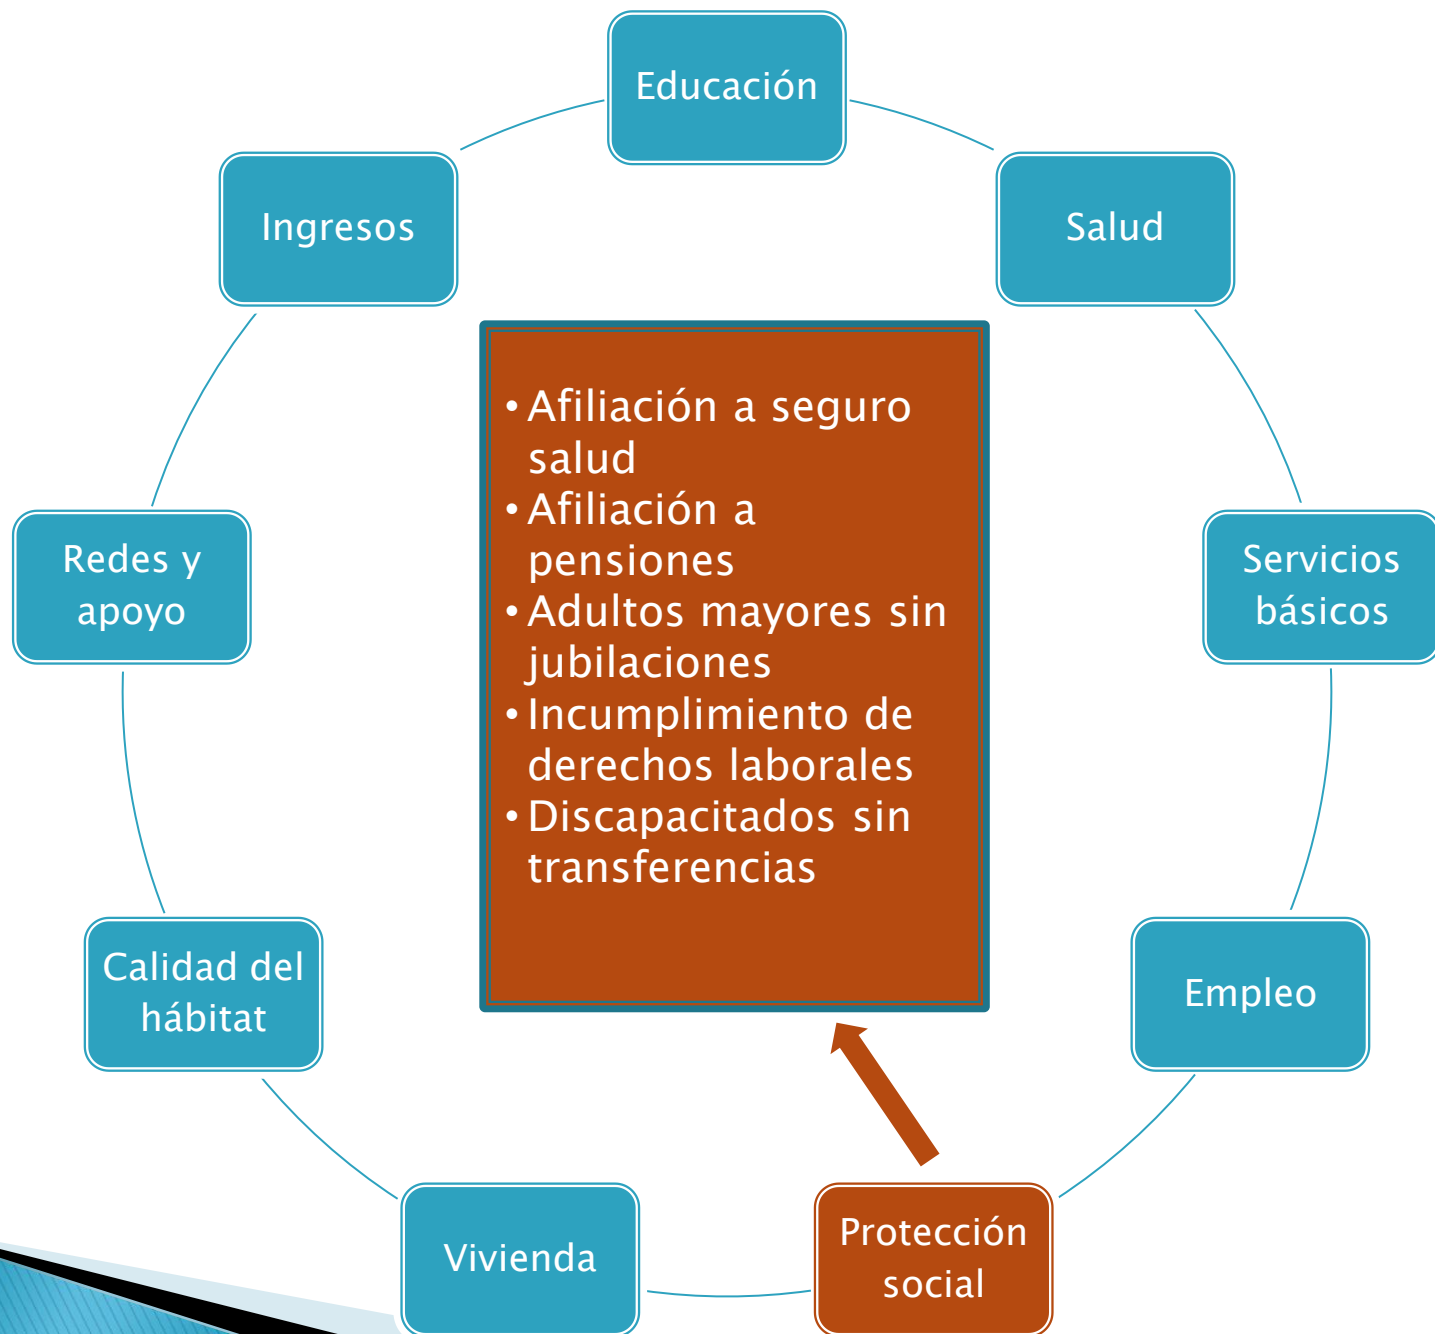 Educación
Ingresos
Salud
• Afiliación a seguro
salud
• Afiliación a
pensiones
• Adultos mayores sin
jubilaciones
• Incumplimiento de
derechos laborales
• Discapacitados sin
transferencias
Redes y
apoyo
Servicios
básicos
Calidad del
hábitat
Empleo
Vivienda
Protección
social